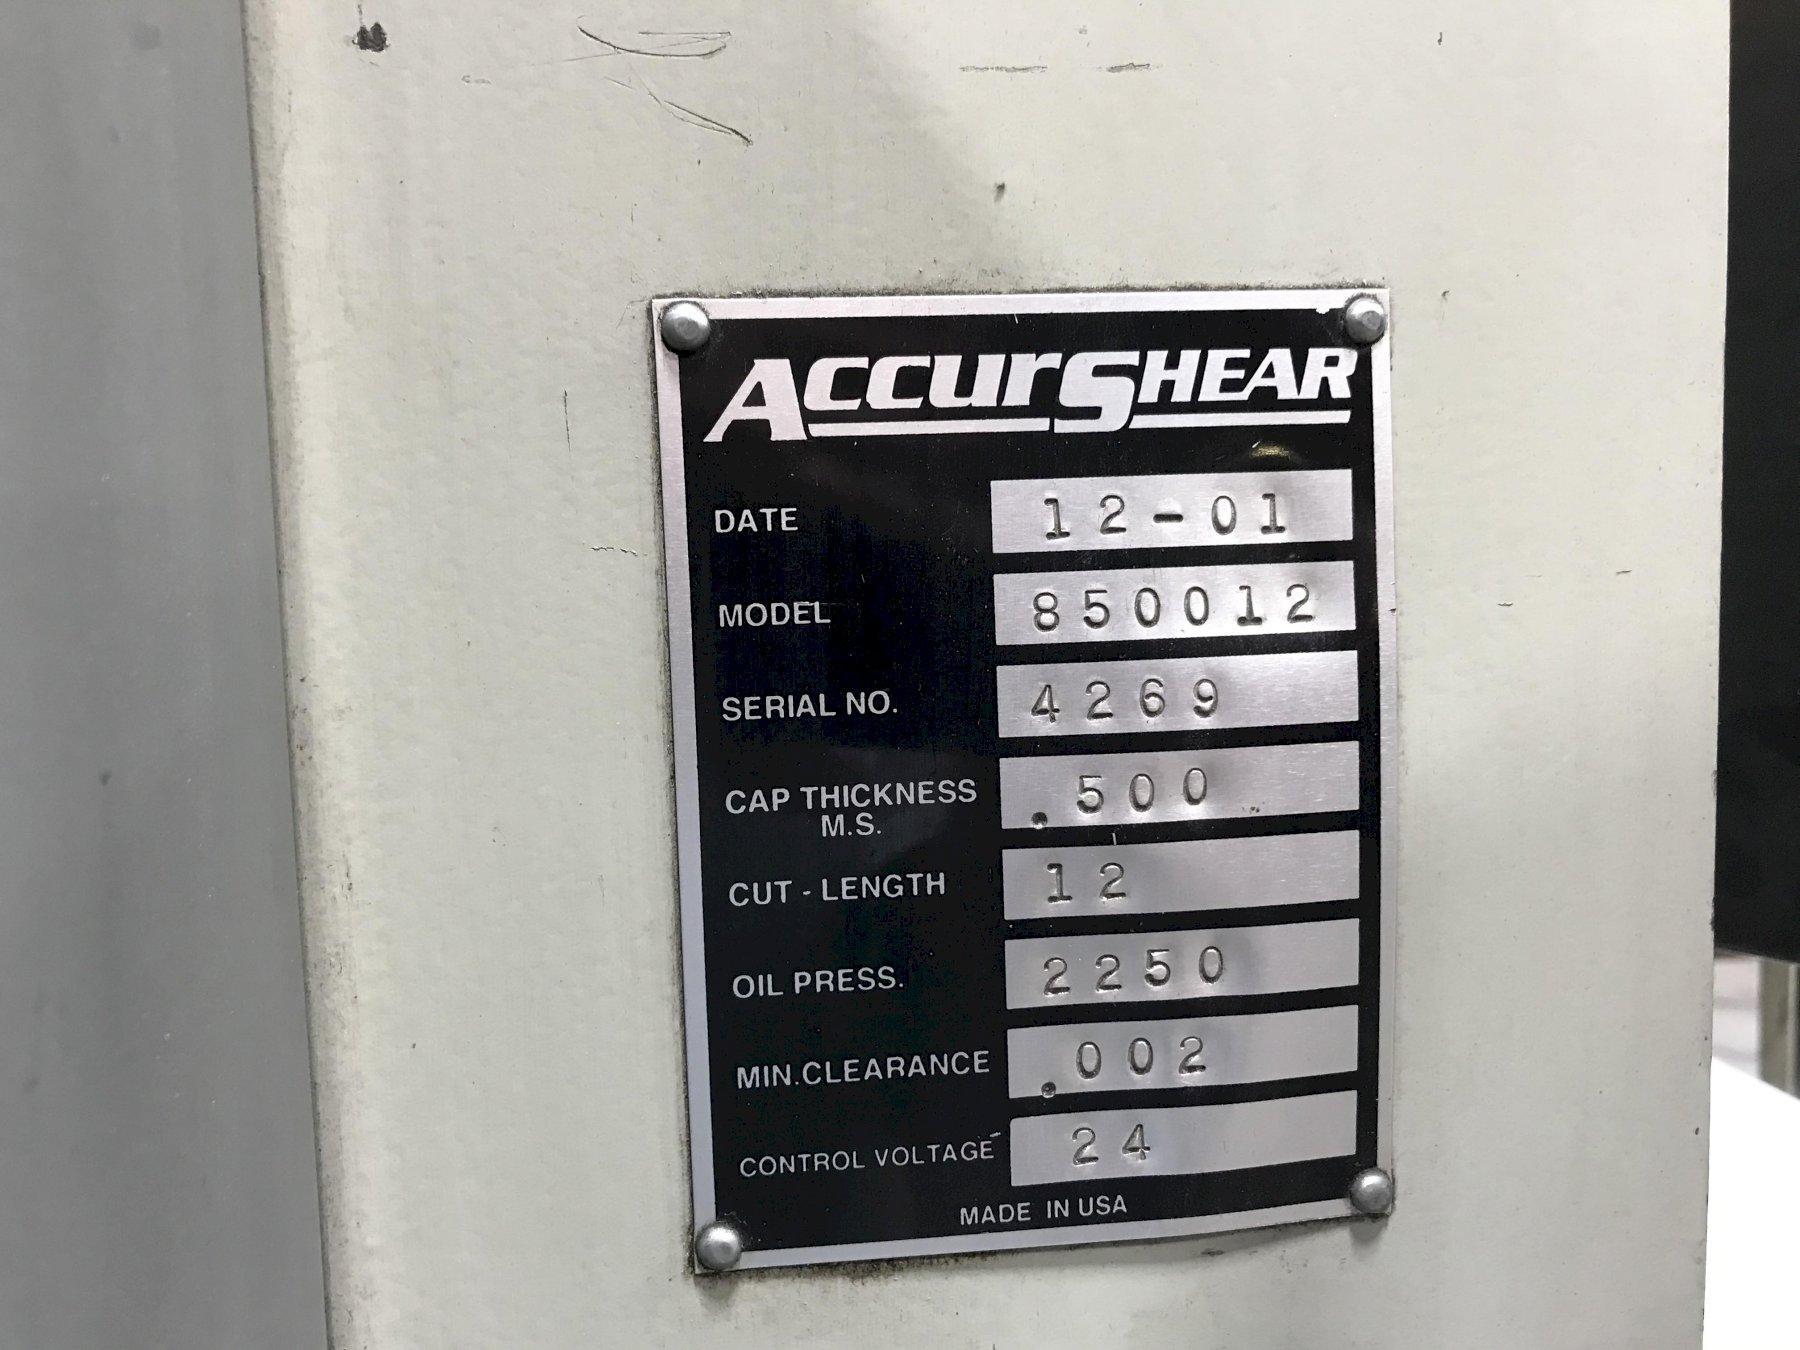 ACCURSHEAR
DATE 12-01
MODEL 850012
SERIAL NO. 4269
CAP THICKNESS .500
M.S.
CUT - LENGTH 12
OIL PRESS. 2250
MIN. CLEARANCE .002
CONTROL VOLTAGE 24
MADE IN USA